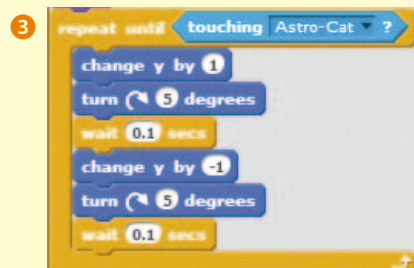 3
repeat until touching Astro-Cat ?
change y by 1
turn 5 degrees
wait 0.1 secs
change y by -1
turn 5 degrees
wait 0.1 secs